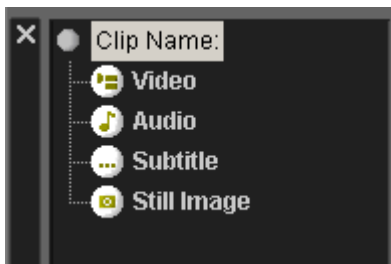 Clip Name:
Video
Audio
Subtitle
Still Image